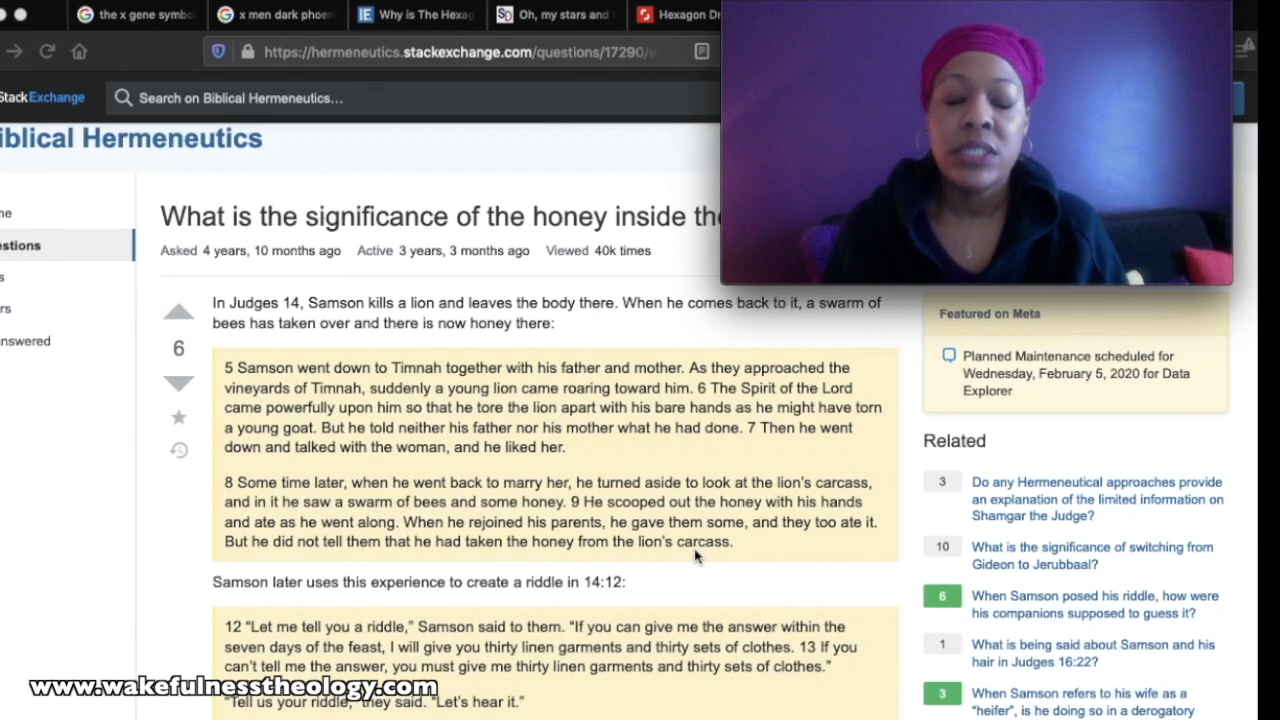 the x gene symbo
x men dark phoen
IE Why is The Hexag
SD Oh, my stars and
Hexagon Dr
https://hermeneutics.stackexchange.com/questions/17290/w
StackExchange
Search on Biblical Hermeneutics...
iblical Hermeneutics
me
estions
s
rs
answered
What is the significance of the honey inside the
Asked 4 years, 10 months ago Active 3 years, 3 months ago Viewed 40k times
6
In Judges 14, Samson kills a lion and leaves the body there. When he comes back to it, a swarm of
bees has taken over and there is now honey there:
5 Samson went down to Timnah together with his father and mother. As they approached the
vineyards of Timnah, suddenly a young lion came roaring toward him. 6 The Spirit of the Lord
came powerfully upon him so that he tore the lion apart with his bare hands as he might have torn
a young goat. But he told neither his father nor his mother what he had done. 7 Then he went
down and talked with the woman, and he liked her.
8 Some time later, when he went back to marry her, he turned aside to look at the lion's carcass,
and in it he saw a swarm of bees and some honey. 9 He scooped out the honey with his hands
and ate as he went along. When he rejoined his parents, he gave them some, and they too ate it.
But he did not tell them that he had taken the honey from the lion's carcass.
Samson later uses this experience to create a riddle in 14:12:
12 “Let me tell you a riddle,” Samson said to them. “If you can give me the answer within the
seven days of the feast, I will give you thirty linen garments and thirty sets of clothes. 13 If you
can't tell me the answer, you must give me thirty linen garments and thirty sets of clothes.”
“Tell us your riddle,” they said. “Let's hear it.”
www.wakefulnesstheology.com
Featured on Meta
Planned Maintenance scheduled for
Wednesday, February 5, 2020 for Data
Explorer
Related
3 Do any Hermeneutical approaches provide
an explanation of the limited information on
Shamgar the Judge?
10 What is the significance of switching from
Gideon to Jerubbaal?
6 When Samson posed his riddle, how were
his companions supposed to guess it?
1 What is being said about Samson and his
hair in Judges 16:22?
3 When Samson refers to his wife as a
“heifer”, is he doing so in a derogatory